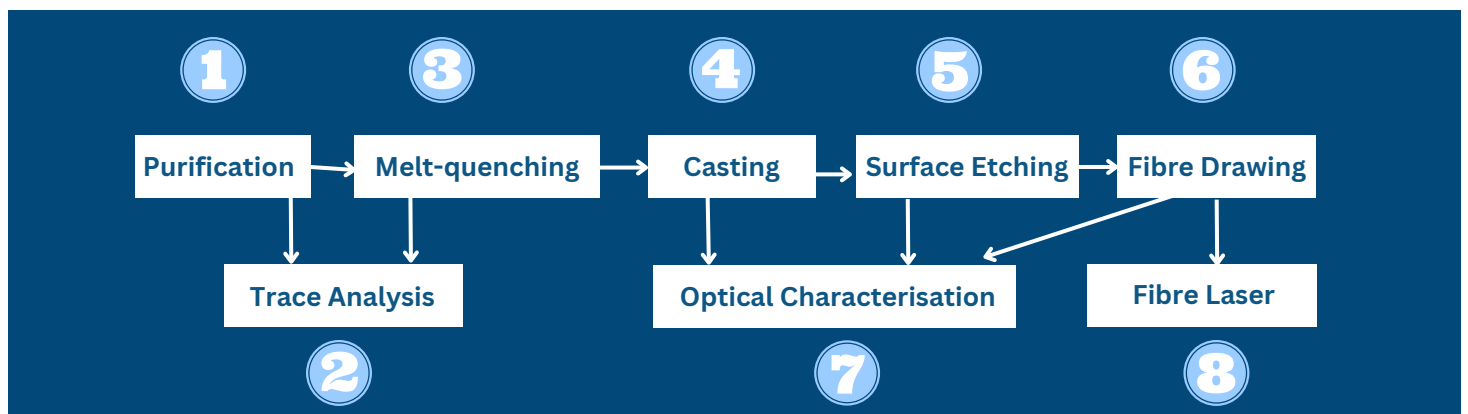 1
3
4
5
6
Purification
Melt-quenching
Casting
Surface Etching
Fibre Drawing
Trace Analysis
Optical Characterisation
Fibre Laser
2
7
8